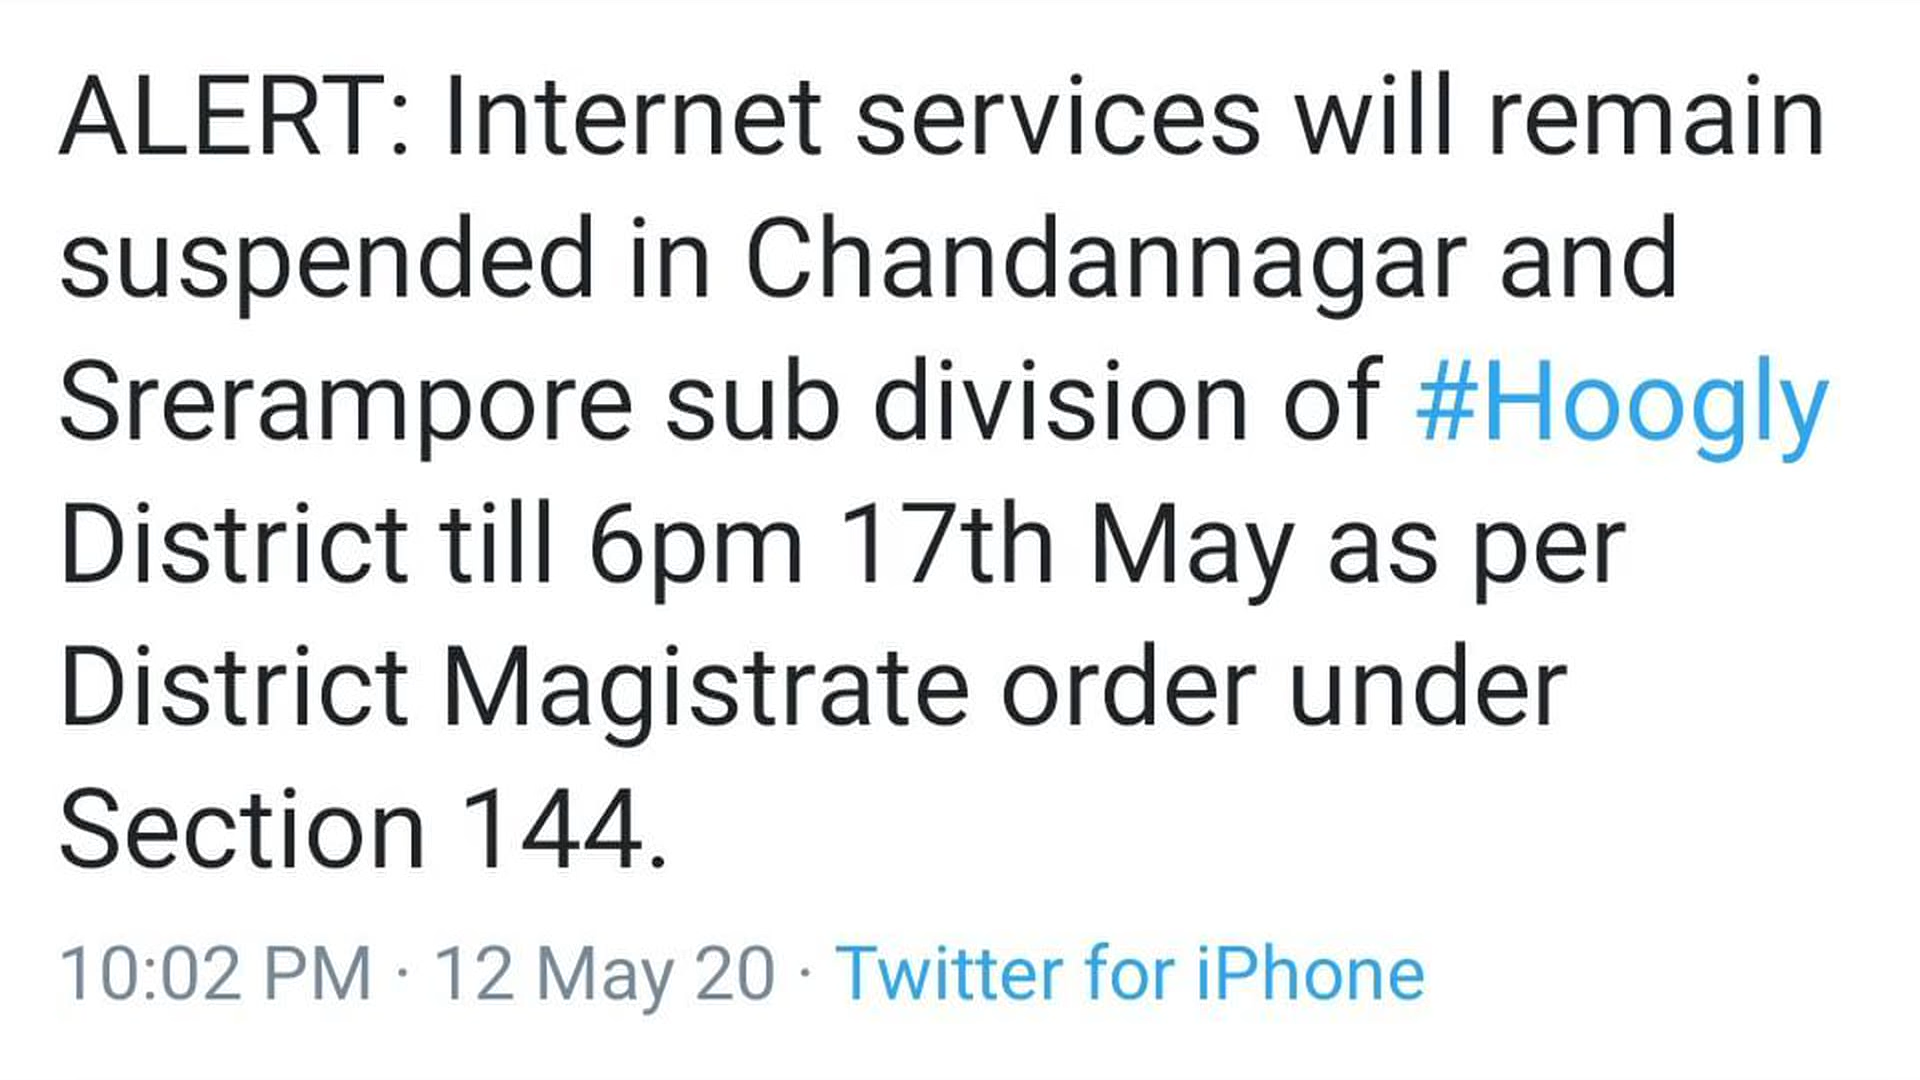 ALERT: Internet services will remain
suspended in Chandannagar and
Srerampore sub division of #Hoogly
District till 6pm 17th May as per
District Magistrate order under
Section 144.
10:02 PM · 12 May 20 · Twitter for iPhone